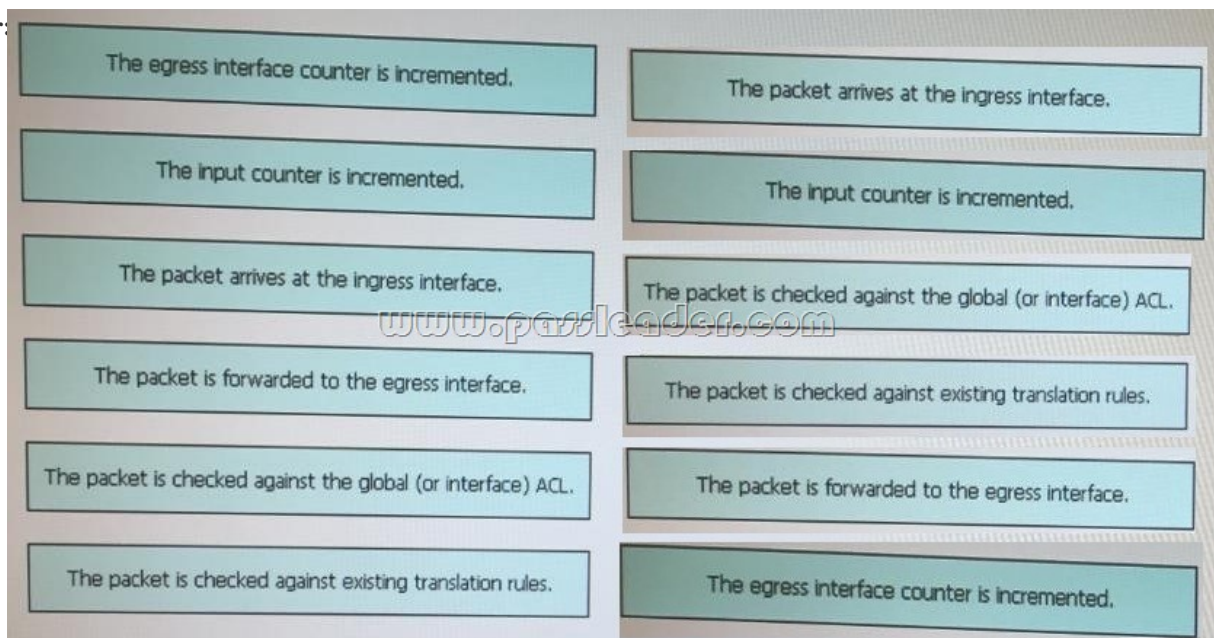 The egress interface counter is incremented.
The input counter is incremented.
The packet arrives at the ingress interface.
The packet is forwarded to the egress interface.
The packet is checked against the global (or interface) ACL.
The packet is checked against existing translation rules.
The packet arrives at the ingress interface.
The input counter is incremented.
The packet is checked against the global (or interface) ACL.
The packet is checked against existing translation rules.
The packet is forwarded to the egress interface.
The egress interface counter is incremented.
www.passleader.com